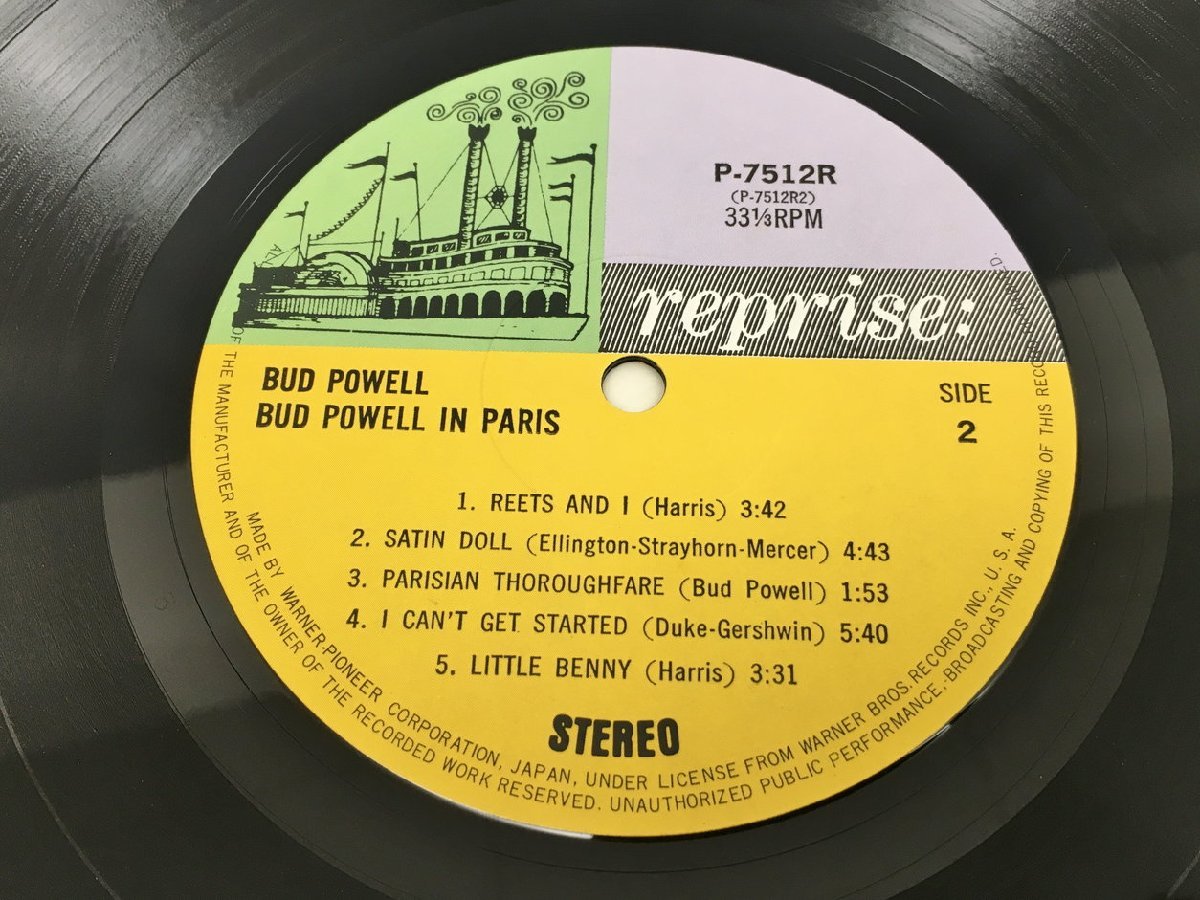 P-7512R
(P-7512R2)
33⅓RPM
reprise:
BUD POWELL
BUD POWELL IN PARIS
SIDE
2
1. REETS AND I (Harris) 3:42
2. SATIN DOLL (Ellington-Strayhorn-Mercer) 4:43
3. PARISIAN THOROUGHFARE (Bud Powell) 1:53
4. I CAN'T GET STARTED (Duke-Gershwin) 5:40
5. LITTLE BENNY (Harris) 3:31
STEREO
MADE BY WARNER-PIONEER CORPORATION, JAPAN, UNDER LICENSE FROM WARNER BROS. RECORDS INC., U. S. A.
OF THE MANUFACTURER AND OF THE OWNER OF THE RECORDED WORK RESERVED. UNAUTHORIZED PUBLIC PERFORMANCE, BROADCASTING AND COPYING OF THIS